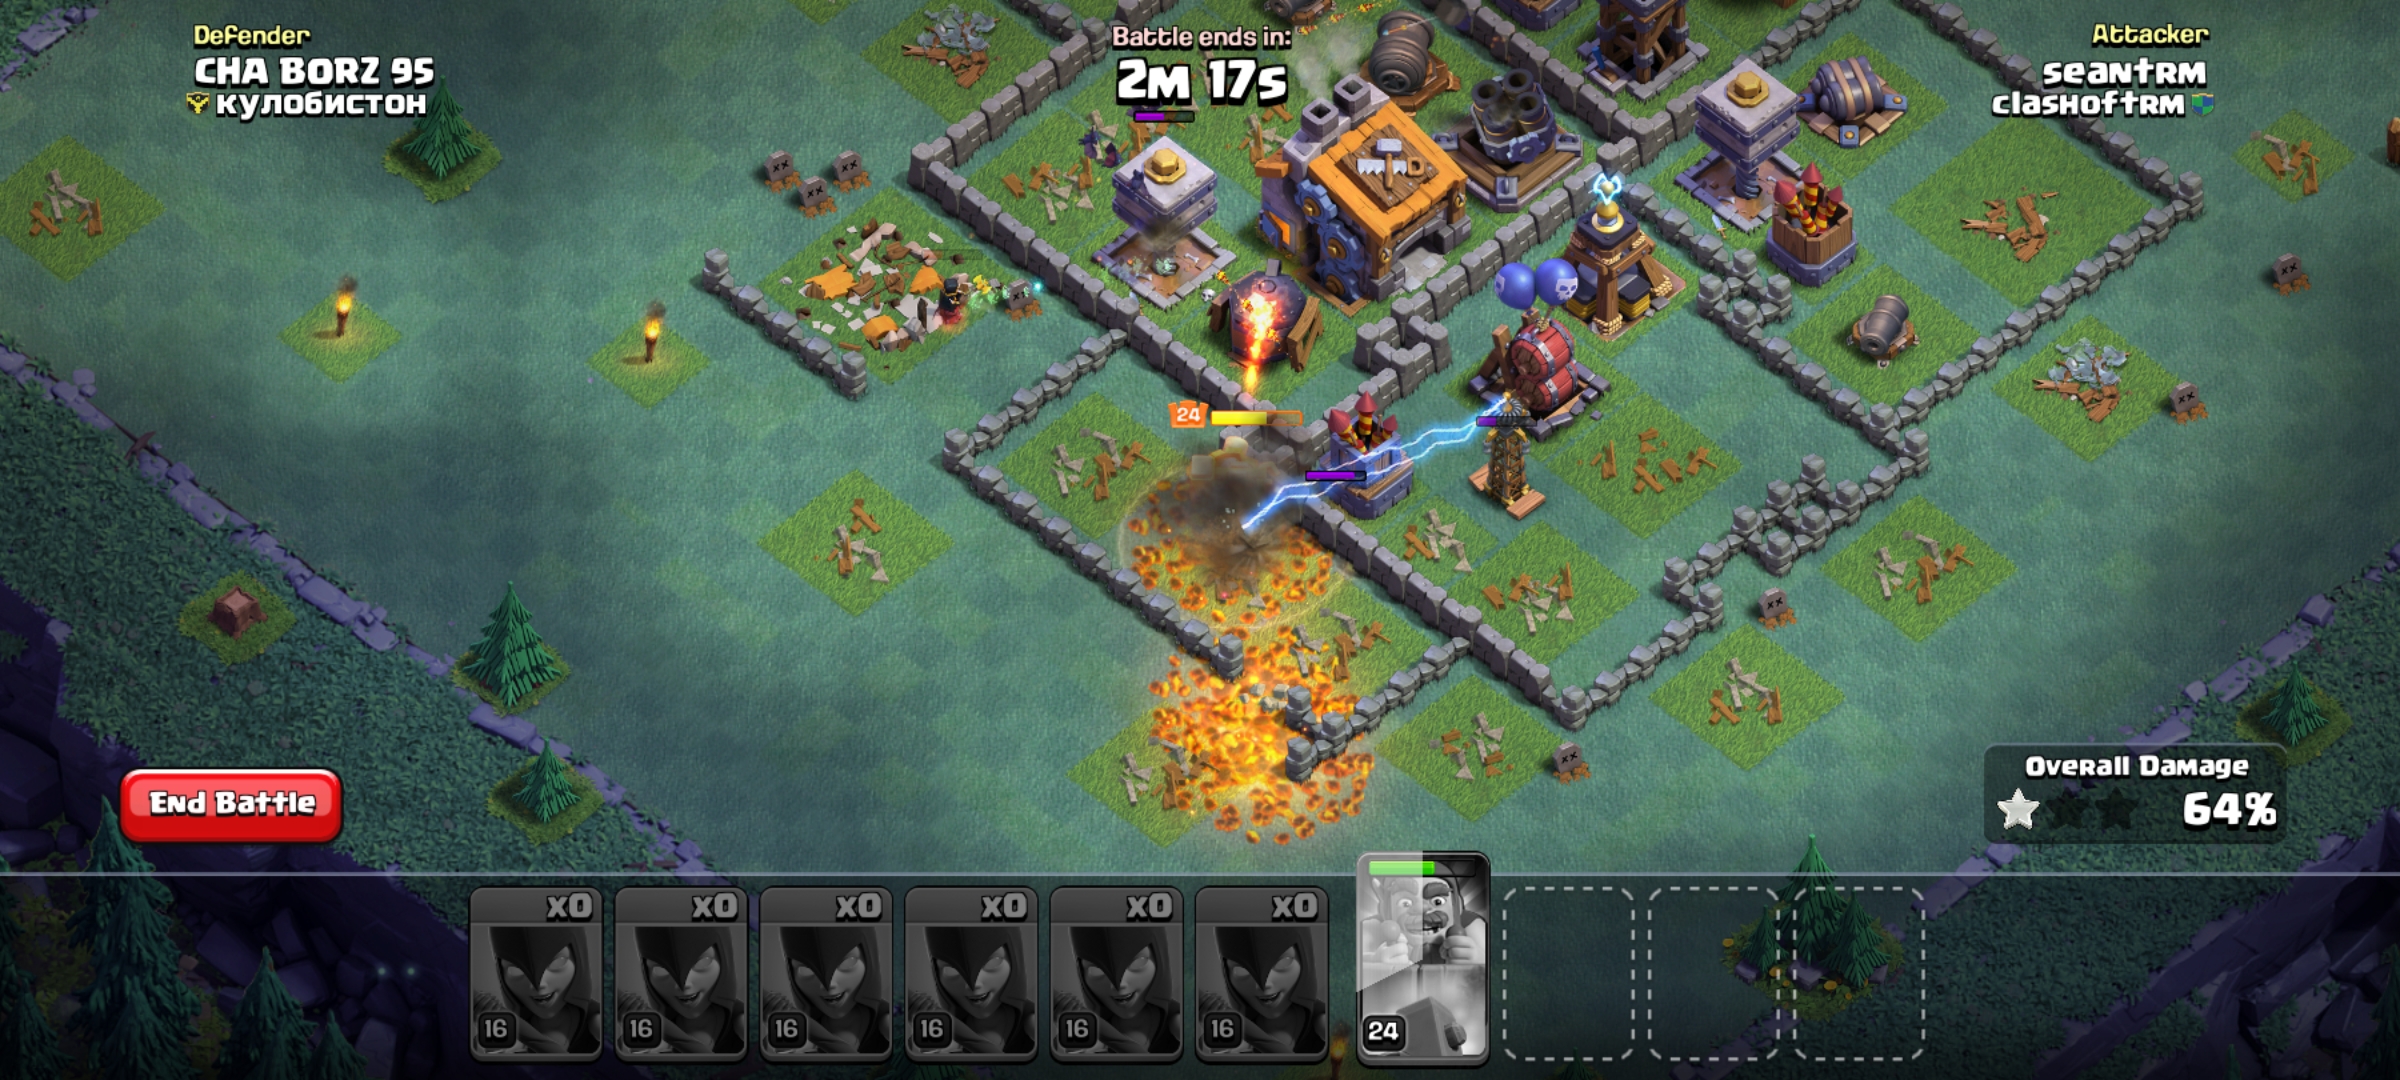 Defender
CHA BORZ 95
КУЛОБИСТОН
Battle ends in:
2M 17s
Attacker
seantrm
clashoftrm
24
End Battle
Overall Damage
64%
x0
x0
x0
x0
x0
x0
16
16
16
16
16
16
24